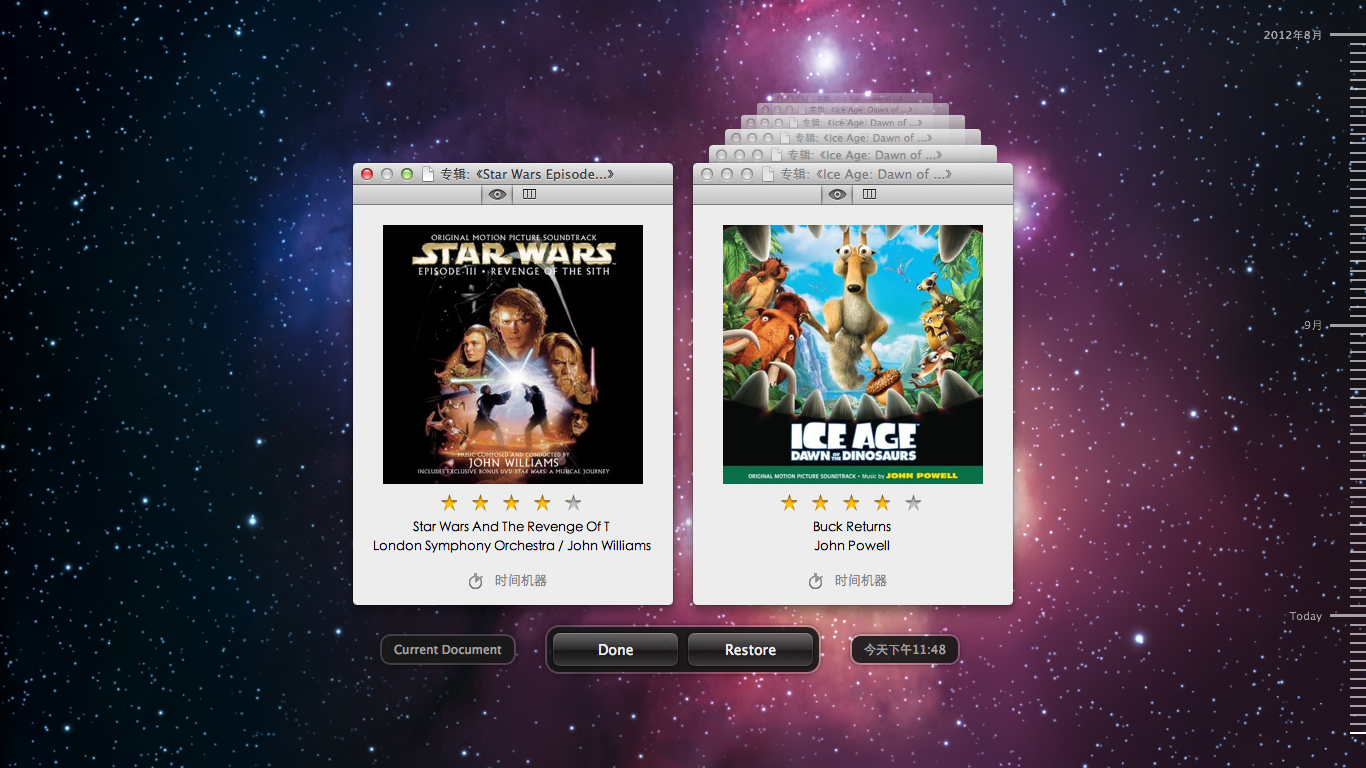 2012年8月
专辑: 《Ice Age: Dawn of ...》
专辑: 《Ice Age: Dawn of ...》
专辑: 《Ice Age: Dawn of ...》
专辑: 《Ice Age: Dawn of ...》
专辑: 《Star Wars Episode...》
专辑: 《Ice Age: Dawn of ...》
ORIGINAL MOTION PICTURE SOUNDTRACK
STAR WARS
EPISODE III • REVENGE OF THE SITH
MUSIC COMPOSED AND CONDUCTED BY
JOHN WILLIAMS
INCLUDES EXCLUSIVE BONUS DVD STAR WARS: A MUSICAL JOURNEY
ICE AGE
DAWN OF THE DINOSAURS
ORIGINAL MOTION PICTURE SOUNDTRACK • Music by JOHN POWELL
Star Wars And The Revenge Of T
London Symphony Orchestra / John Williams
时间机器
Buck Returns
John Powell
时间机器
9月
Today
Current Document
Done
Restore
今天下午11:48